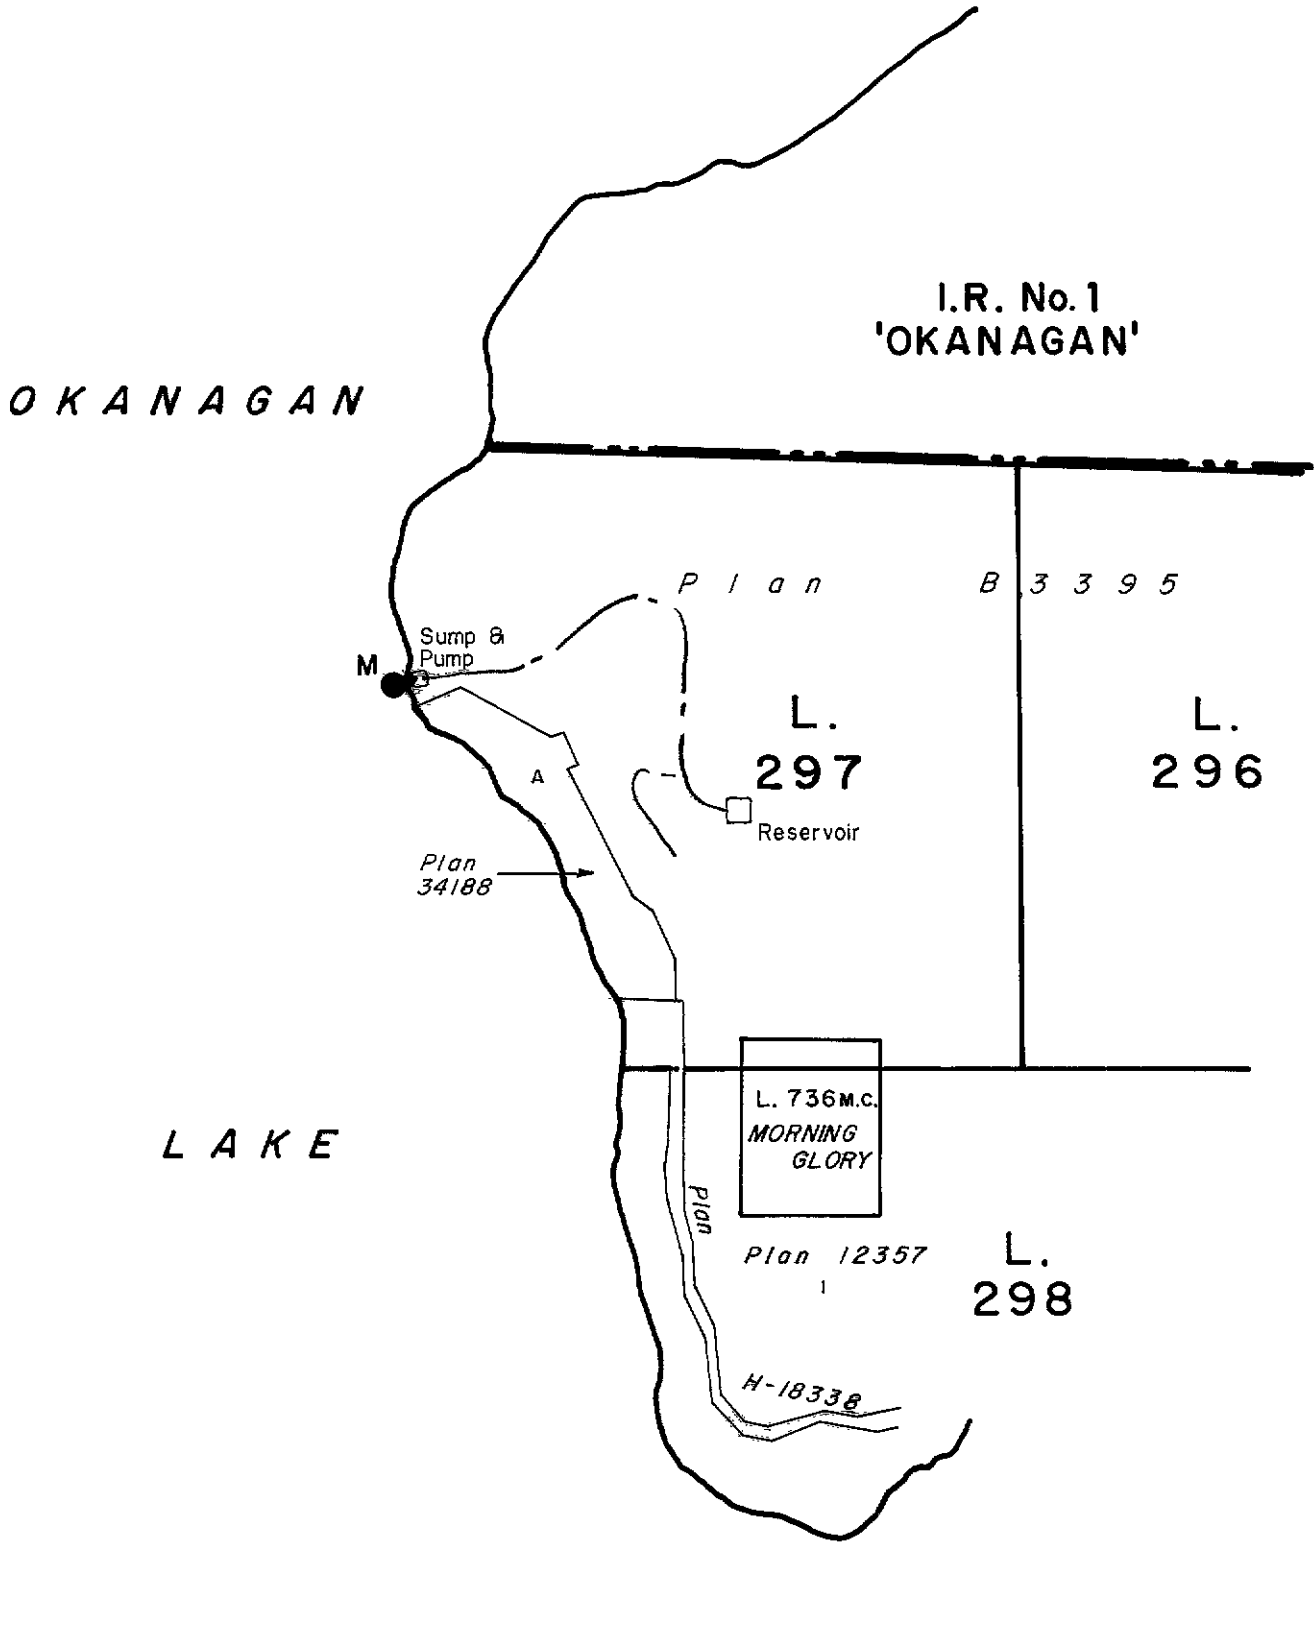 I.R. No. 1
'OKANAGAN'
OKANAGAN
Plan B3395
Sump &
Pump
M
L.
297
L.
296
A
Reservoir
Plan
34188
L. 736 M.C.
MORNING
GLORY
LAKE
Plan
Plan 12357
1
L.
298
H-18338